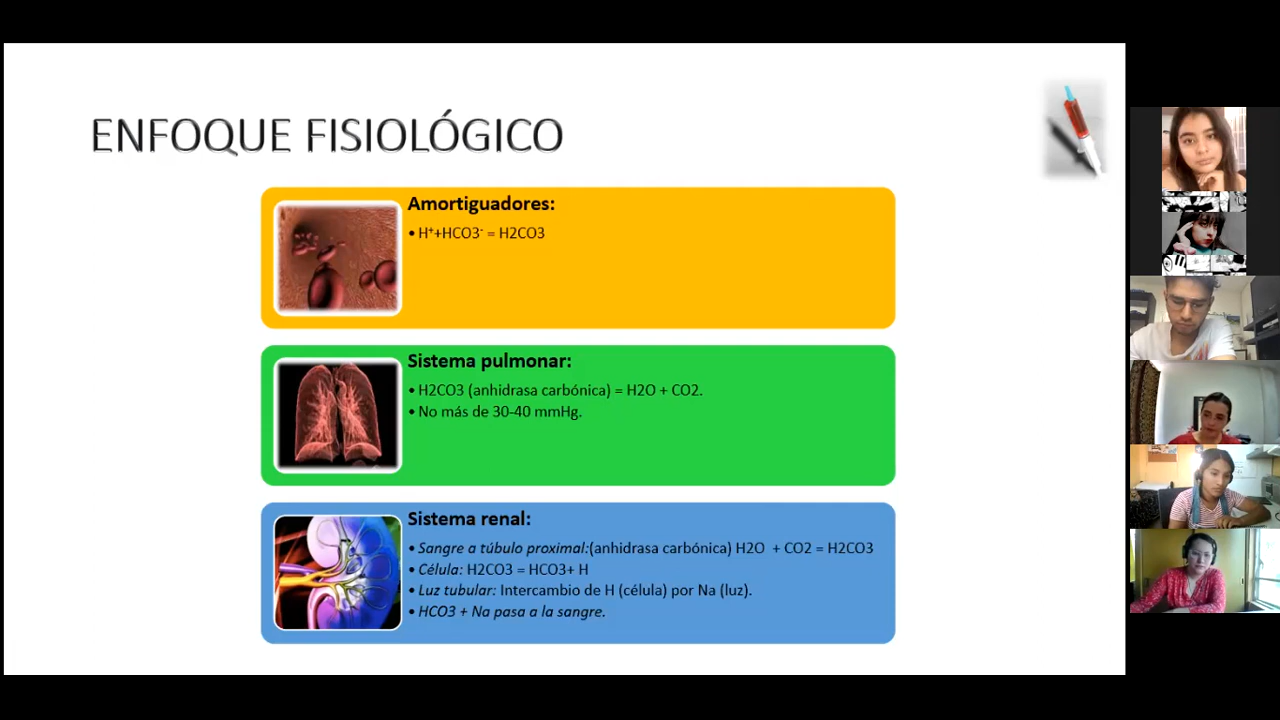 ENFOQUE FISIOLÓGICO
Amortiguadores:
• H⁺+HCO3⁻ = H2CO3
Sistema pulmonar:
• H2CO3 (anhidrasa carbónica) = H2O + CO2.
• No más de 30-40 mmHg.
Sistema renal:
• Sangre a túbulo proximal:(anhidrasa carbónica) H2O + CO2 = H2CO3
• Célula: H2CO3 = HCO3+ H
• Luz tubular: Intercambio de H (célula) por Na (luz).
• HCO3 + Na pasa a la sangre.